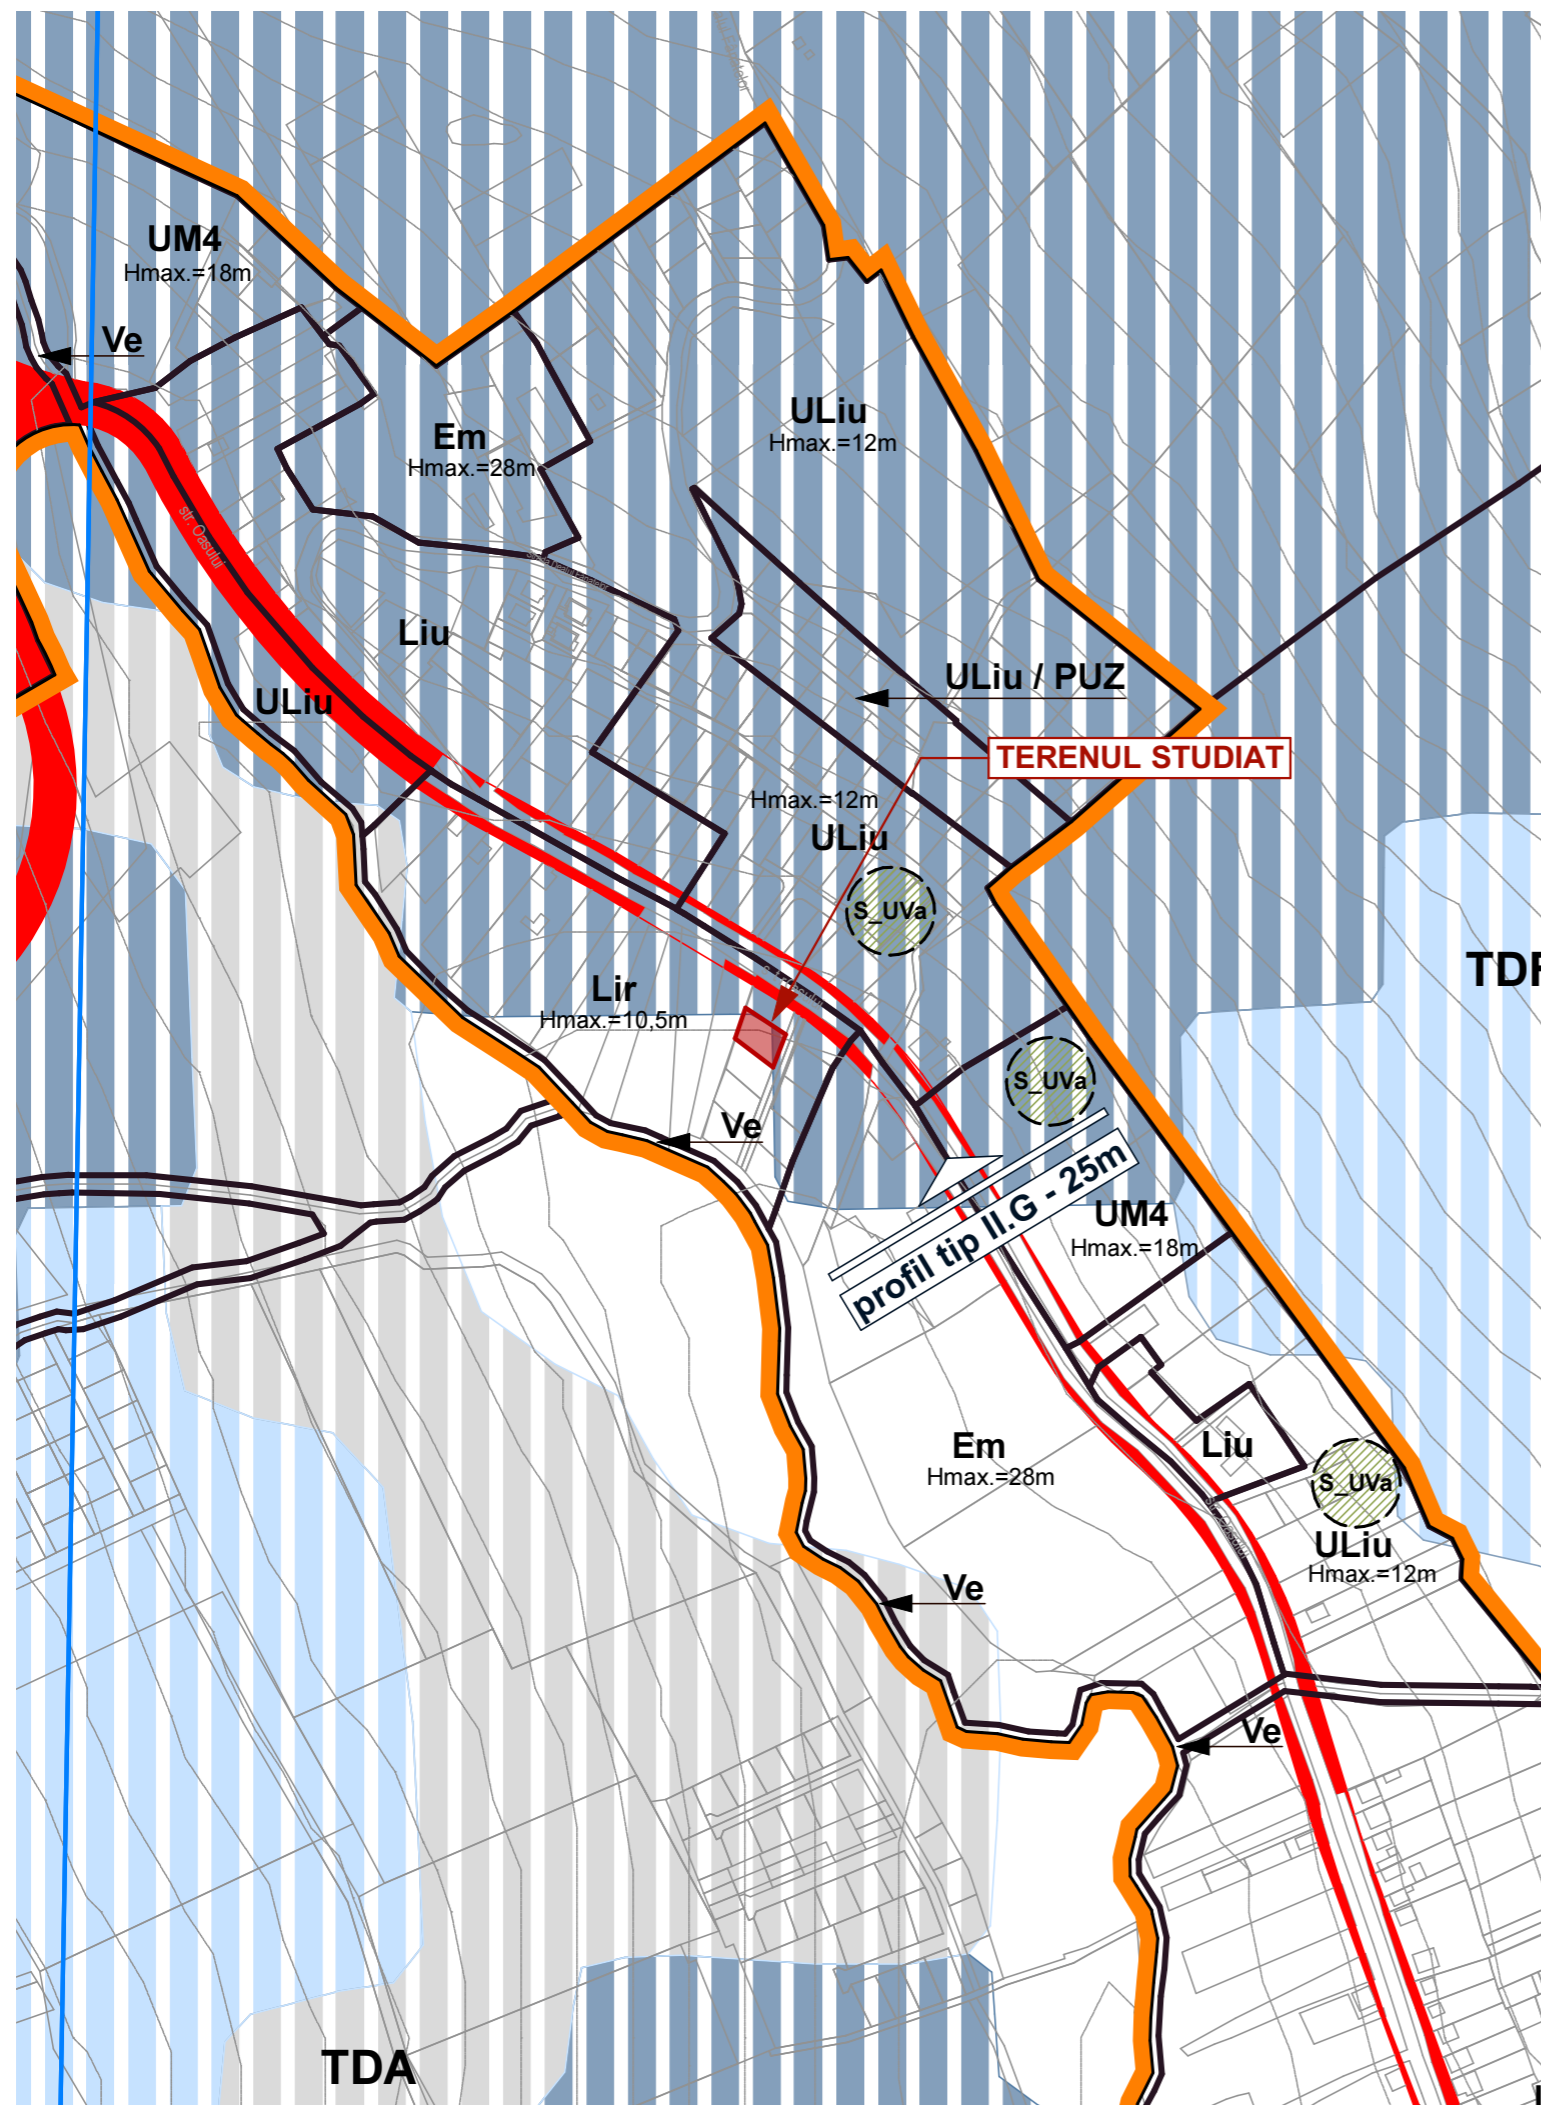 UM4
Hmax.=18m
Ve
Em
Hmax.=28m
ULiu
Hmax.=12m
str. Oasului
Liu
ULiu
ULiu / PUZ
TERENUL STUDIAT
Hmax.=12m
ULiu
S_UVa
TDF
Lir
Hmax.=10,5m
S_UVa
Ve
profil tip II.G - 25m
UM4
Hmax.=18m
Em
Hmax.=28m
Liu
S_UVa
ULiu
Hmax.=12m
Ve
Ve
TDA